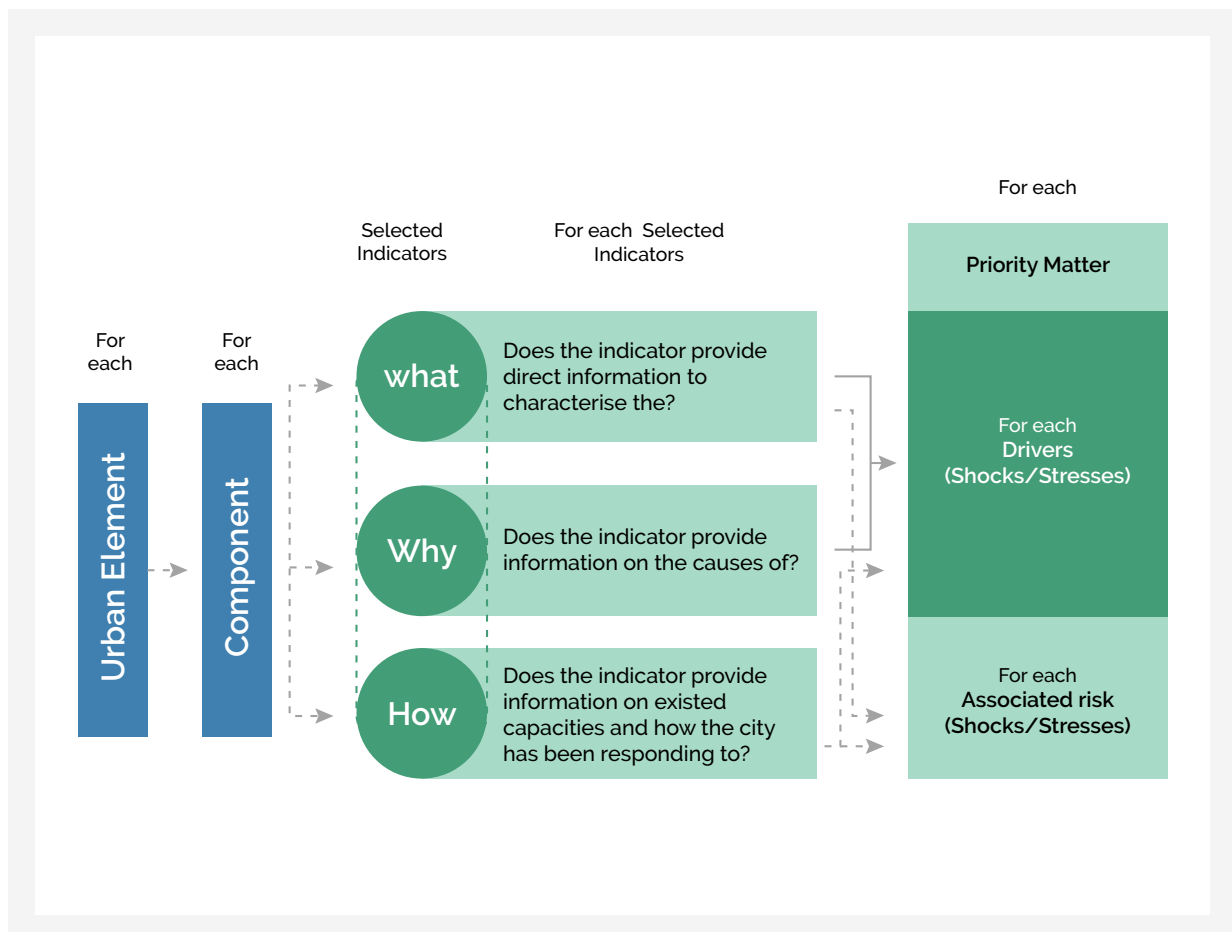 For
each
Urban Element
For
each
Component
Selected
Indicators
For each Selected
Indicators
what
Does the indicator provide
direct information to
characterise the?
Why
Does the indicator provide
information on the causes of?
How
Does the indicator provide
information on existed
capacities and how the city
has been responding to?
For each
Priority Matter
For each
Drivers
(Shocks/Stresses)
For each
Associated risk
(Shocks/Stresses)